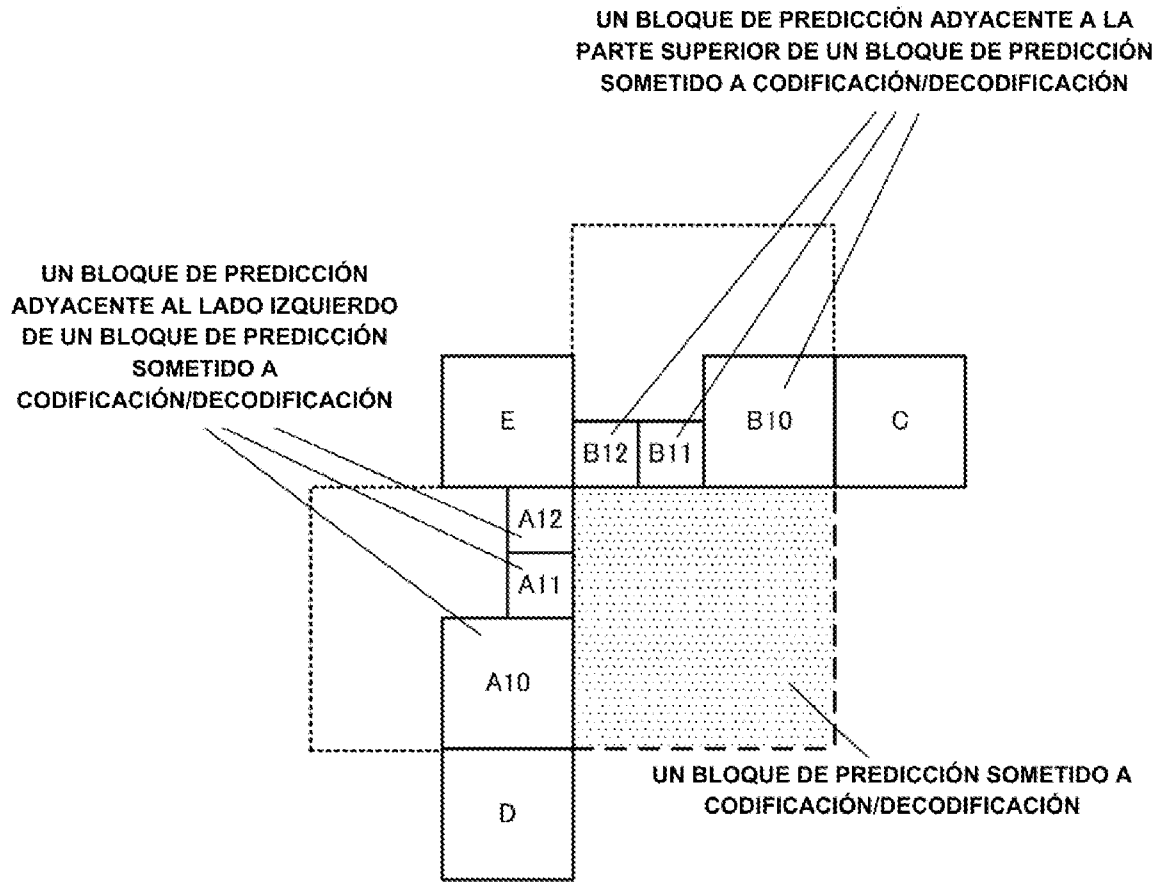 UN BLOQUE DE PREDICCIÓN ADYACENTE A LA
PARTE SUPERIOR DE UN BLOQUE DE PREDICCIÓN
SOMETIDO A CODIFICACIÓN/DECODIFICACIÓN
UN BLOQUE DE PREDICCIÓN
ADYACENTE AL LADO IZQUIERDO
DE UN BLOQUE DE PREDICCIÓN
SOMETIDO A
CODIFICACIÓN/DECODIFICACIÓN
E
B12
B11
B10
C
A12
A11
A10
D
UN BLOQUE DE PREDICCIÓN SOMETIDO A
CODIFICACIÓN/DECODIFICACIÓN